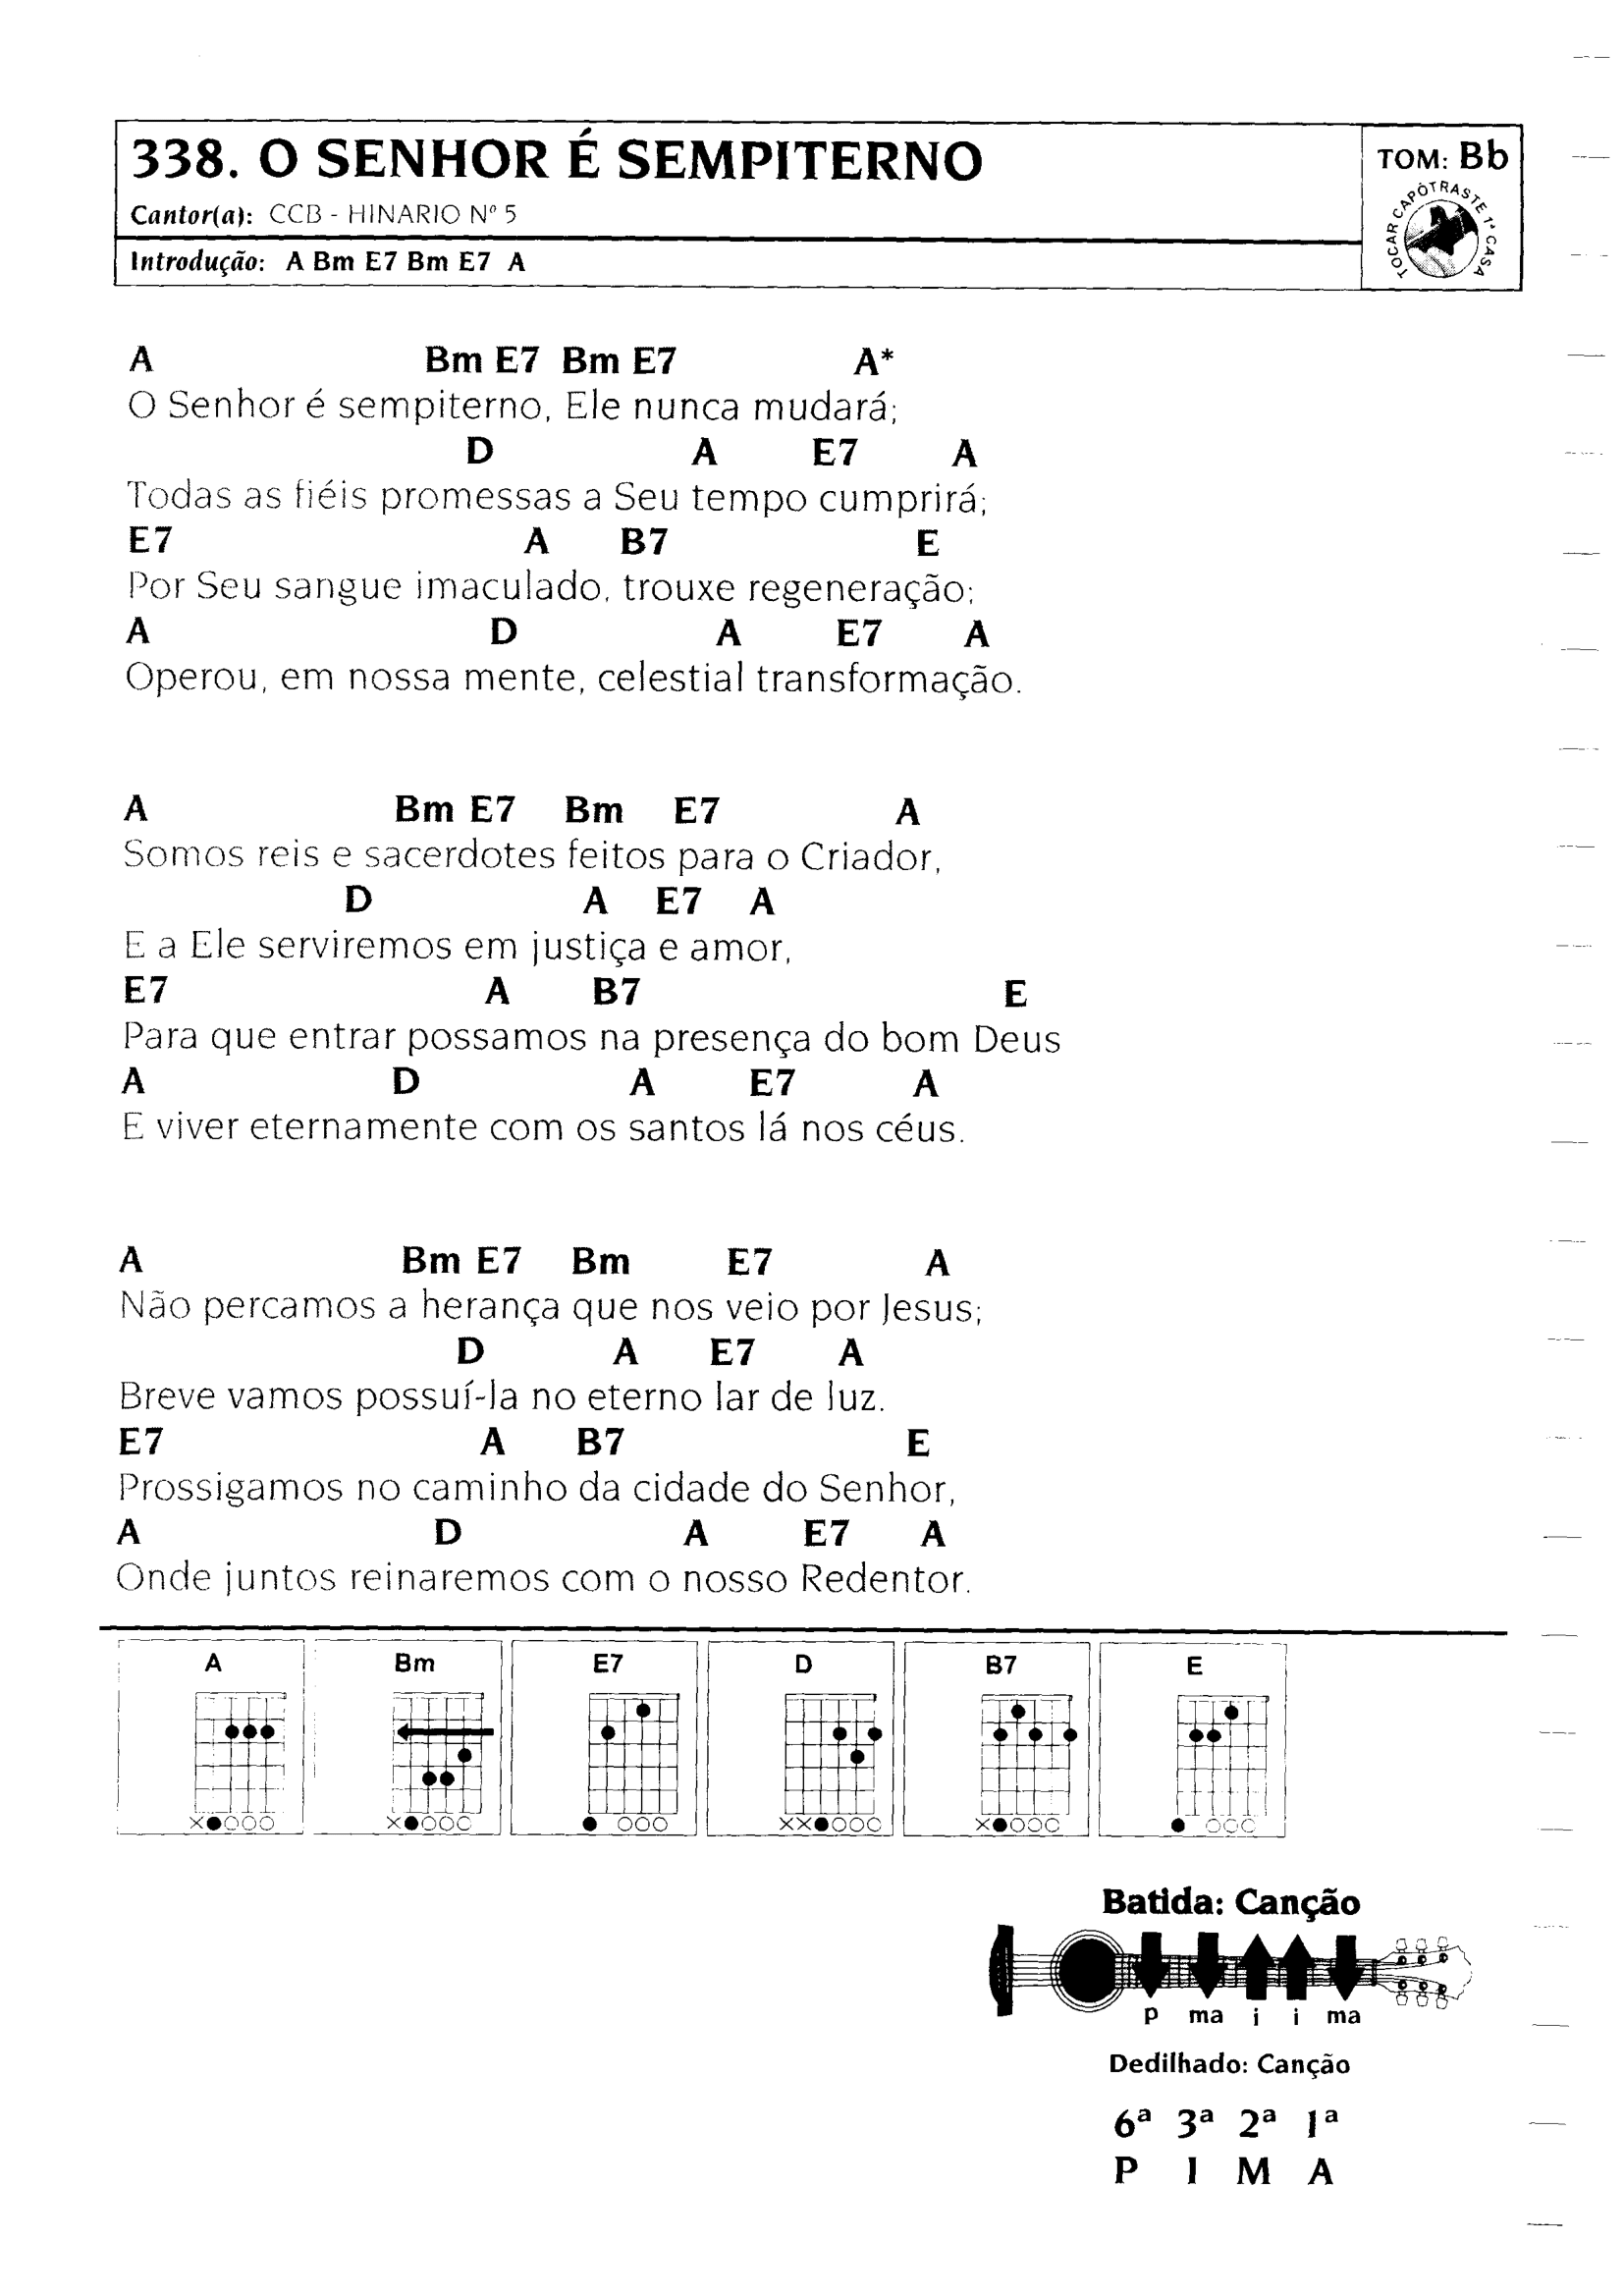 338. O SENHOR É SEMPITERNO
TOM: Bb
Cantor(a): CCB - HINARIO Nº 5
TOCAR CAPÔTRASTE 1ª CASA
Introdução: A Bm E7 Bm E7 A
A Bm E7 Bm E7 A*
O Senhor é sempiterno, Ele nunca mudará;
D A E7 A
Todas as fiéis promessas a Seu tempo cumprirá;
E7 A B7 E
Por Seu sangue imaculado, trouxe regeneração;
A D A E7 A
Operou, em nossa mente, celestial transformação.
A Bm E7 Bm E7 A
Somos reis e sacerdotes feitos para o Criador,
D A E7 A
E a Ele serviremos em justiça e amor,
E7 A B7 E
Para que entrar possamos na presença do bom Deus
A D A E7 A
E viver eternamente com os santos lá nos céus.
A Bm E7 Bm E7 A
Não percamos a herança que nos veio por Jesus;
D A E7 A
Breve vamos possuí-la no eterno lar de luz.
E7 A B7 E
Prossigamos no caminho da cidade do Senhor,
A D A E7 A
Onde juntos reinaremos com o nosso Redentor.
A Bm E7 D B7 E
Batida: Canção
p ma i i ma
Dedilhado: Canção
6ª 3ª 2ª 1ª
P I M A